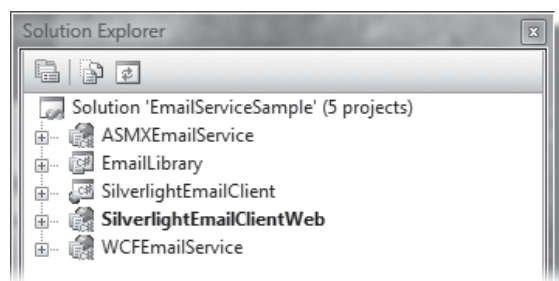 Solution Explorer
Solution 'EmailServiceSample' (5 projects)
ASMXEmailService
EmailLibrary
SilverlightEmailClient
SilverlightEmailClientWeb
WCFEmailService